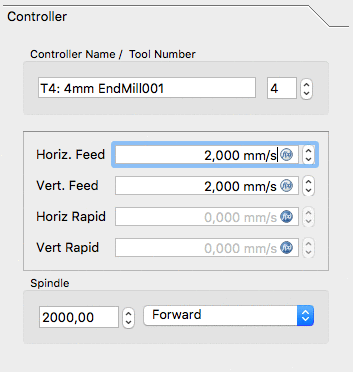 Controller
Controller Name / Tool Number
T4: 4mm EndMill001 4
Horiz. Feed 2,000 mm/s f(x)
Vert. Feed 2,000 mm/s f(x)
Horiz Rapid 0,000 mm/s f(x)
Vert Rapid 0,000 mm/s f(x)
Spindle
2000,00 Forward